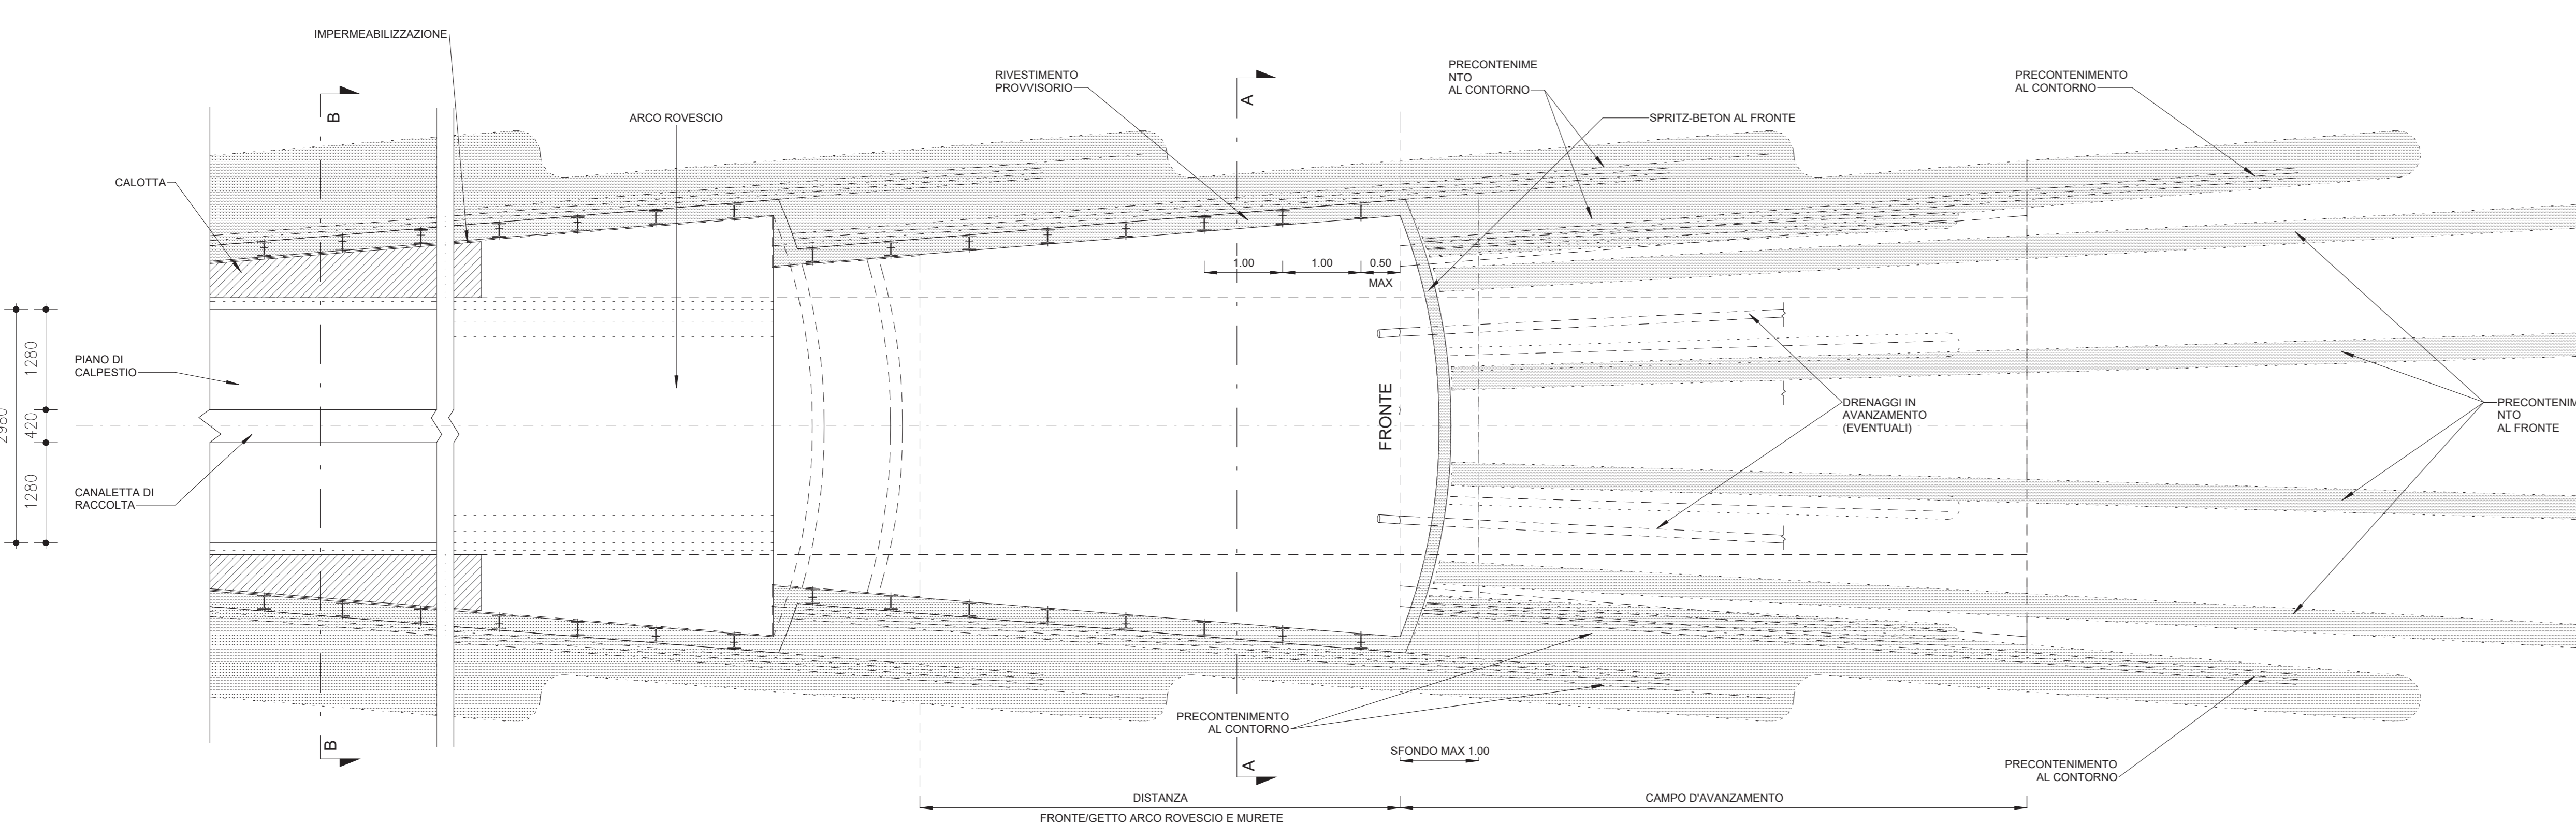 IMPERMEABILIZZAZIONE
RIVESTIMENTO
PROVVISORIO
PRECONTENIME
NTO
AL CONTORNO
PRECONTENIMENTO
AL CONTORNO
B
A
ARCO ROVESCIO
SPRITZ-BETON AL FRONTE
CALOTTA
1.00
1.00
0.50
MAX
PIANO DI
CALPESTIO
1280
420
1280
2980
CANALETTA DI
RACCOLTA
FRONTE
DRENAGGI IN
AVANZAMENTO
(EVENTUALI)
PRECONTENIM
NTO
AL FRONTE
PRECONTENIMENTO
AL CONTORNO
B
A
SFONDO MAX 1.00
PRECONTENIMENTO
AL CONTORNO
DISTANZA
FRONTE/GETTO ARCO ROVESCIO E MURETE
CAMPO D'AVANZAMENTO